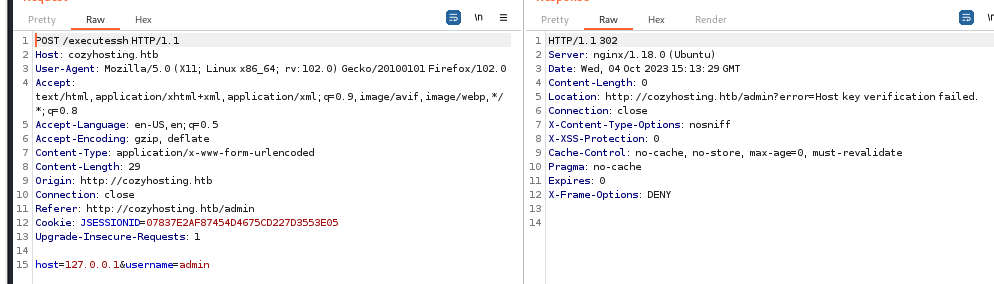 Pretty Raw Hex \n
1 POST /executessh HTTP/1.1
2 Host: cozyhosting.htb
3 User-Agent: Mozilla/5.0 (X11; Linux x86_64; rv:102.0) Gecko/20100101 Firefox/102.0
4 Accept:
text/html,application/xhtml+xml,application/xml;q=0.9,image/avif,image/webp,*/
*;q=0.8
5 Accept-Language: en-US,en;q=0.5
6 Accept-Encoding: gzip, deflate
7 Content-Type: application/x-www-form-urlencoded
8 Content-Length: 29
9 Origin: http://cozyhosting.htb
10 Connection: close
11 Referer: http://cozyhosting.htb/admin
12 Cookie: JSESSIONID=07837E2AF87454D4675CD227D3553E05
13 Upgrade-Insecure-Requests: 1
14
15 host=127.0.0.1&username=admin
Pretty Raw Hex Render \n
1 HTTP/1.1 302
2 Server: nginx/1.18.0 (Ubuntu)
3 Date: Wed, 04 Oct 2023 15:13:29 GMT
4 Content-Length: 0
5 Location: http://cozyhosting.htb/admin?error=Host key verification failed.
6 Connection: close
7 X-Content-Type-Options: nosniff
8 X-XSS-Protection: 0
9 Cache-Control: no-cache, no-store, max-age=0, must-revalidate
10 Pragma: no-cache
11 Expires: 0
12 X-Frame-Options: DENY
13
14